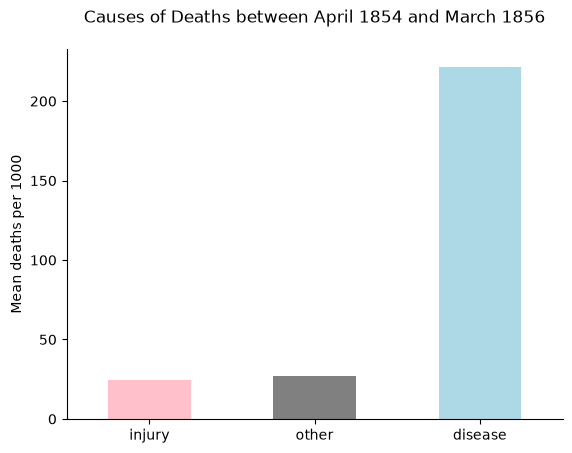 Causes of Deaths between April 1854 and March 1856
Mean deaths per 1000
200
150
100
50
0
injury other disease